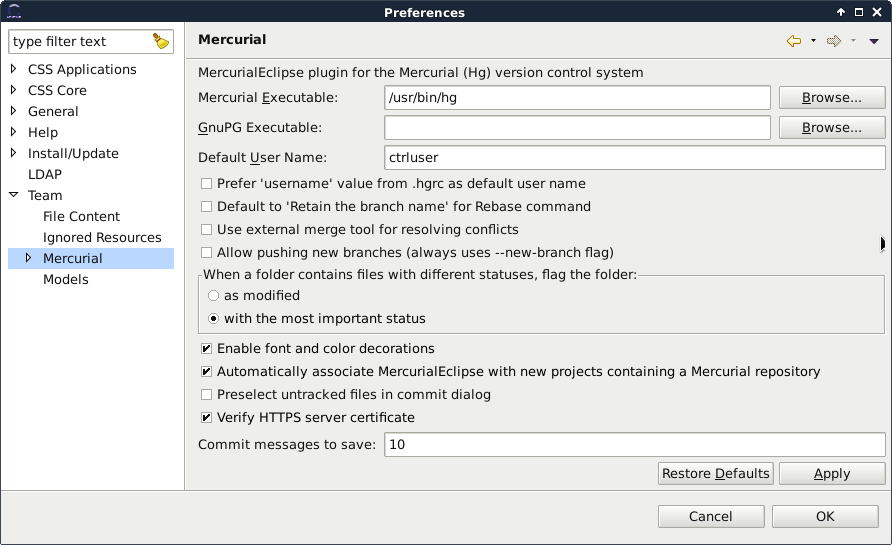 Preferences
type filter text
CSS Applications
CSS Core
General
Help
Install/Update
LDAP
Team
File Content
Ignored Resources
Mercurial
Models
Mercurial
MercurialEclipse plugin for the Mercurial (Hg) version control system
Mercurial Executable: /usr/bin/hg Browse...
GnuPG Executable: Browse...
Default User Name: ctrluser
Prefer 'username' value from .hgrc as default user name
Default to 'Retain the branch name' for Rebase command
Use external merge tool for resolving conflicts
Allow pushing new branches (always uses --new-branch flag)
When a folder contains files with different statuses, flag the folder:
as modified
with the most important status
Enable font and color decorations
Automatically associate MercurialEclipse with new projects containing a Mercurial repository
Preselect untracked files in commit dialog
Verify HTTPS server certificate
Commit messages to save: 10
Restore Defaults Apply
Cancel OK